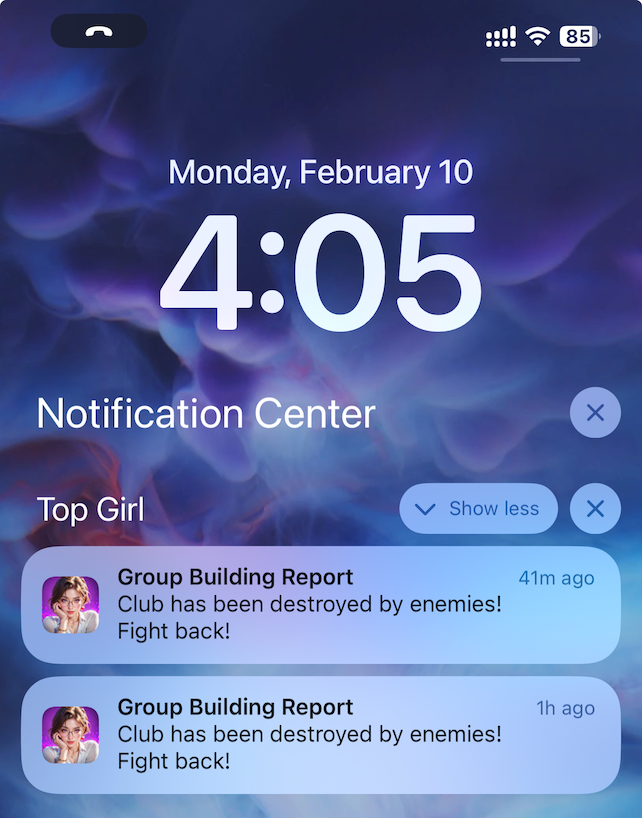 85
Monday, February 10
4:05
Notification Center
Top Girl
Show less
Group Building Report
41m ago
Club has been destroyed by enemies!
Fight back!
Group Building Report
1h ago
Club has been destroyed by enemies!
Fight back!